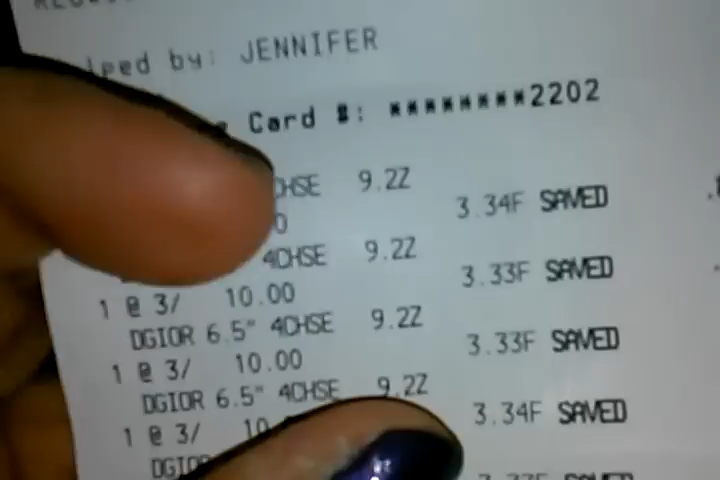 by: JENNIFER
Card #: ********2202
9.2Z
3.34F SAVED
4CHSE 9.2Z
1 @ 3/ 10.00 3.33F SAVED
DGIOR 6.5" 4CHSE 9.2Z
1 @ 3/ 10.00 3.33F SAVED
DGIOR 6.5" 4CHSE 9.2Z
1 @ 3/ 3.34F SAVED